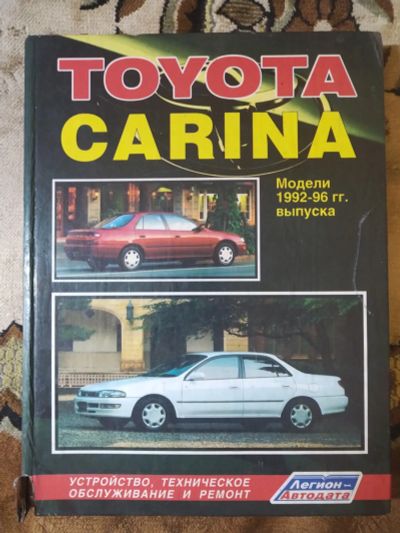 TOYOTA
CARINA
Модели
1992-96 гг.
выпуска
УСТРОЙСТВО, ТЕХНИЧЕСКОЕ
ОБСЛУЖИВАНИЕ И РЕМОНТ
Легион-
Автодата